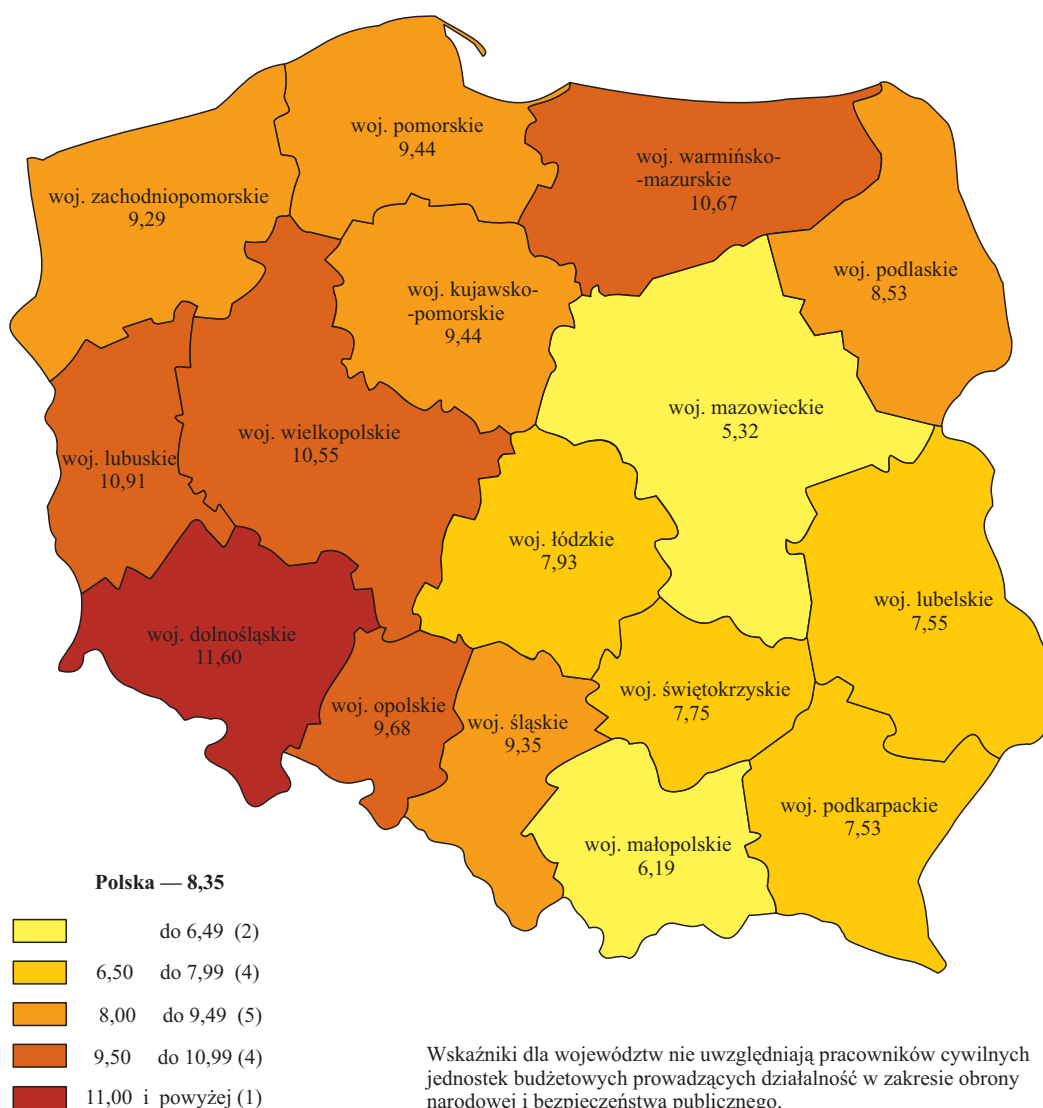 woj. pomorskie
9,44
woj. warmińsko-
-mazurskie
10,67
woj. zachodniopomorskie
9,29
woj. podlaskie
8,53
woj. kujawsko-
-pomorskie
9,44
woj. mazowieckie
5,32
woj. wielkopolskie
10,55
woj. lubuskie
10,91
woj. łódzkie
7,93
woj. lubelskie
7,55
woj. dolnośląskie
11,60
woj. świętokrzyskie
7,75
woj. opolskie
9,68
woj. śląskie
9,35
woj. podkarpackie
7,53
woj. małopolskie
6,19
Polska — 8,35
do 6,49 (2)
6,50 do 7,99 (4)
8,00 do 9,49 (5)
9,50 do 10,99 (4)
11,00 i powyżej (1)
Wskaźniki dla województw nie uwzględniają pracowników cywilnych
jednostek budżetowych prowadzących działalność w zakresie obrony
narodowej i bezpieczeństwa publicznego.